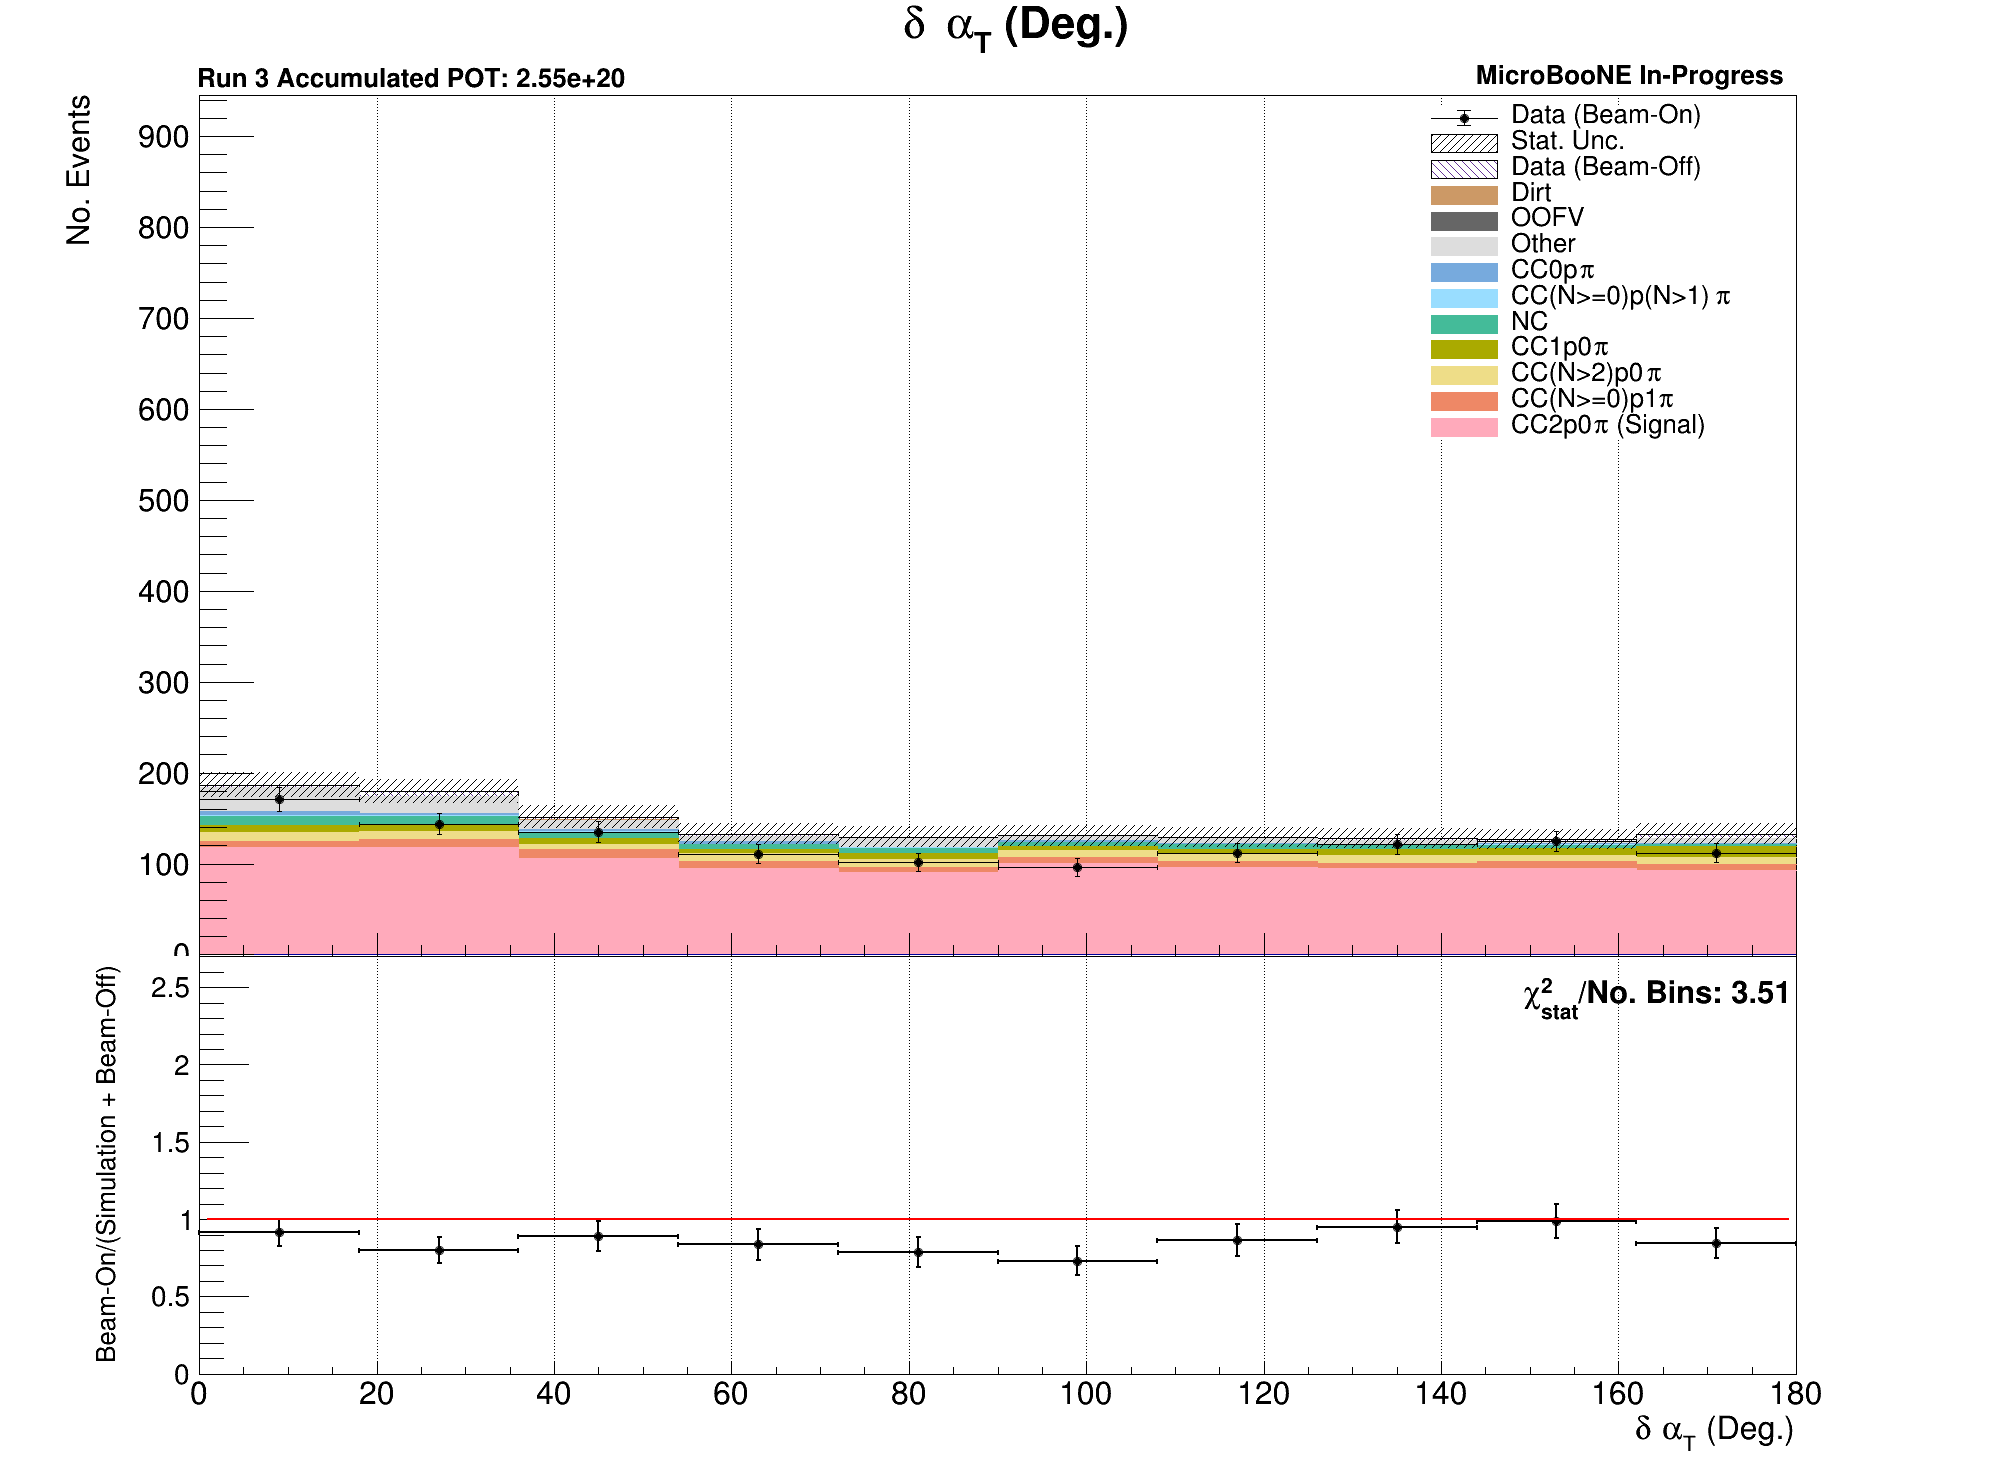 δ α_T (Deg.)
Run 3 Accumulated POT: 2.55e+20
MicroBooNE In-Progress
No. Events
900
800
700
600
500
400
300
200
100
0
Data (Beam-On)
Stat. Unc.
Data (Beam-Off)
Dirt
OOFV
Other
CC0pπ
CC(N>=0)p(N>1) π
NC
CC1p0π
CC(N>2)p0π
CC(N>=0)p1π
CC2p0π (Signal)
Beam-On/(Simulation + Beam-Off)
2.5
2
1.5
1
0.5
0
χ²_stat/No. Bins: 3.51
0 20 40 60 80 100 120 140 160 180
δ α_T (Deg.)